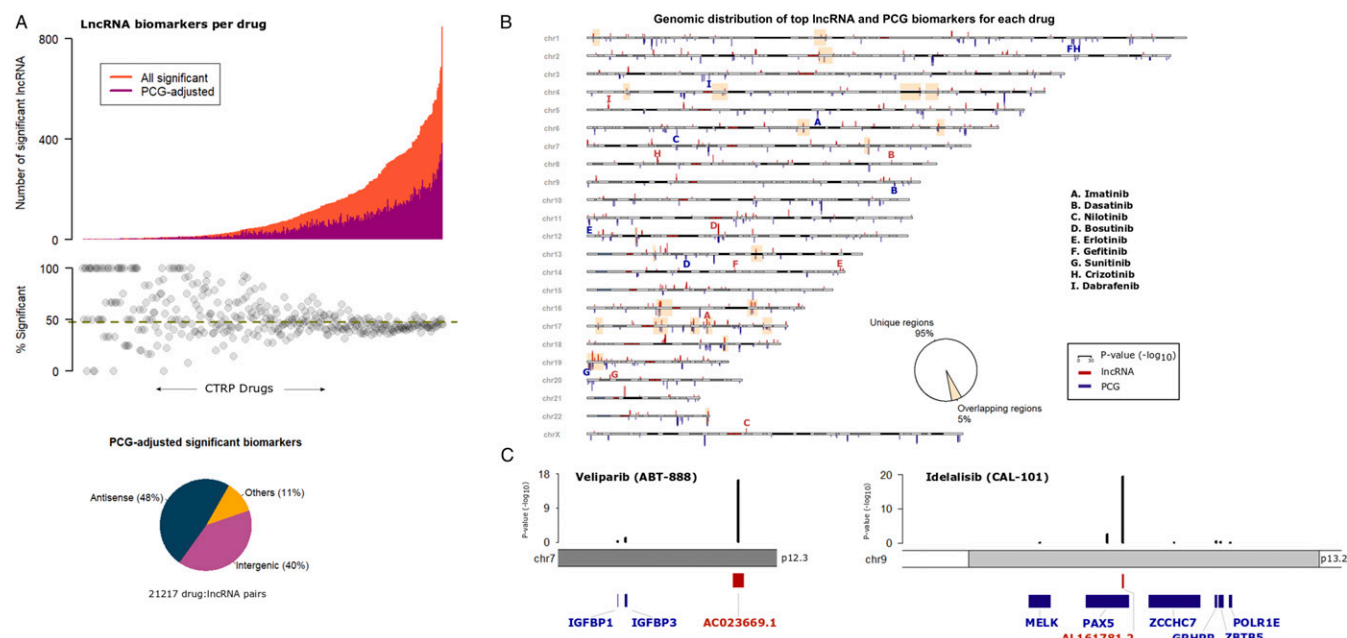 A
LncRNA biomarkers per drug
800
400
0
Number of significant lncRNA
All significant
PCG-adjusted
100
50
0
% Significant
CTRP Drugs
PCG-adjusted significant biomarkers
Antisense (48%)
Others (11%)
Intergenic (40%)
21217 drug:lncRNA pairs
B
Genomic distribution of top lncRNA and PCG biomarkers for each drug
chr1
FH
chr2
chr3
I
chr4
I
chr5
A
chr6
C
chr7
H
B
chr8
chr9
B
chr10
chr11
E
D
chr12
chr13
D
F
E
chr14
chr15
chr16
A
chr17
chr18
chr19
G
G
chr20
chr21
chr22
C
chrX
A. Imatinib
B. Dasatinib
C. Nilotinib
D. Bosutinib
E. Erlotinib
F. Gefitinib
G. Sunitinib
H. Crizotinib
I. Dabrafenib
Unique regions
95%
Overlapping regions
5%
P-value (-log10)
lncRNA
PCG
C
Veliparib (ABT-888)
18
9
0
P-value (-log10)
chr7
p12.3
IGFBP1
IGFBP3
AC023669.1
Idelalisib (CAL-101)
20
10
0
P-value (-log10)
chr9
p13.2
MELK
PAX5
ZCCHC7
POLR1E
AL161781.2
GRHPR
ZBTB5